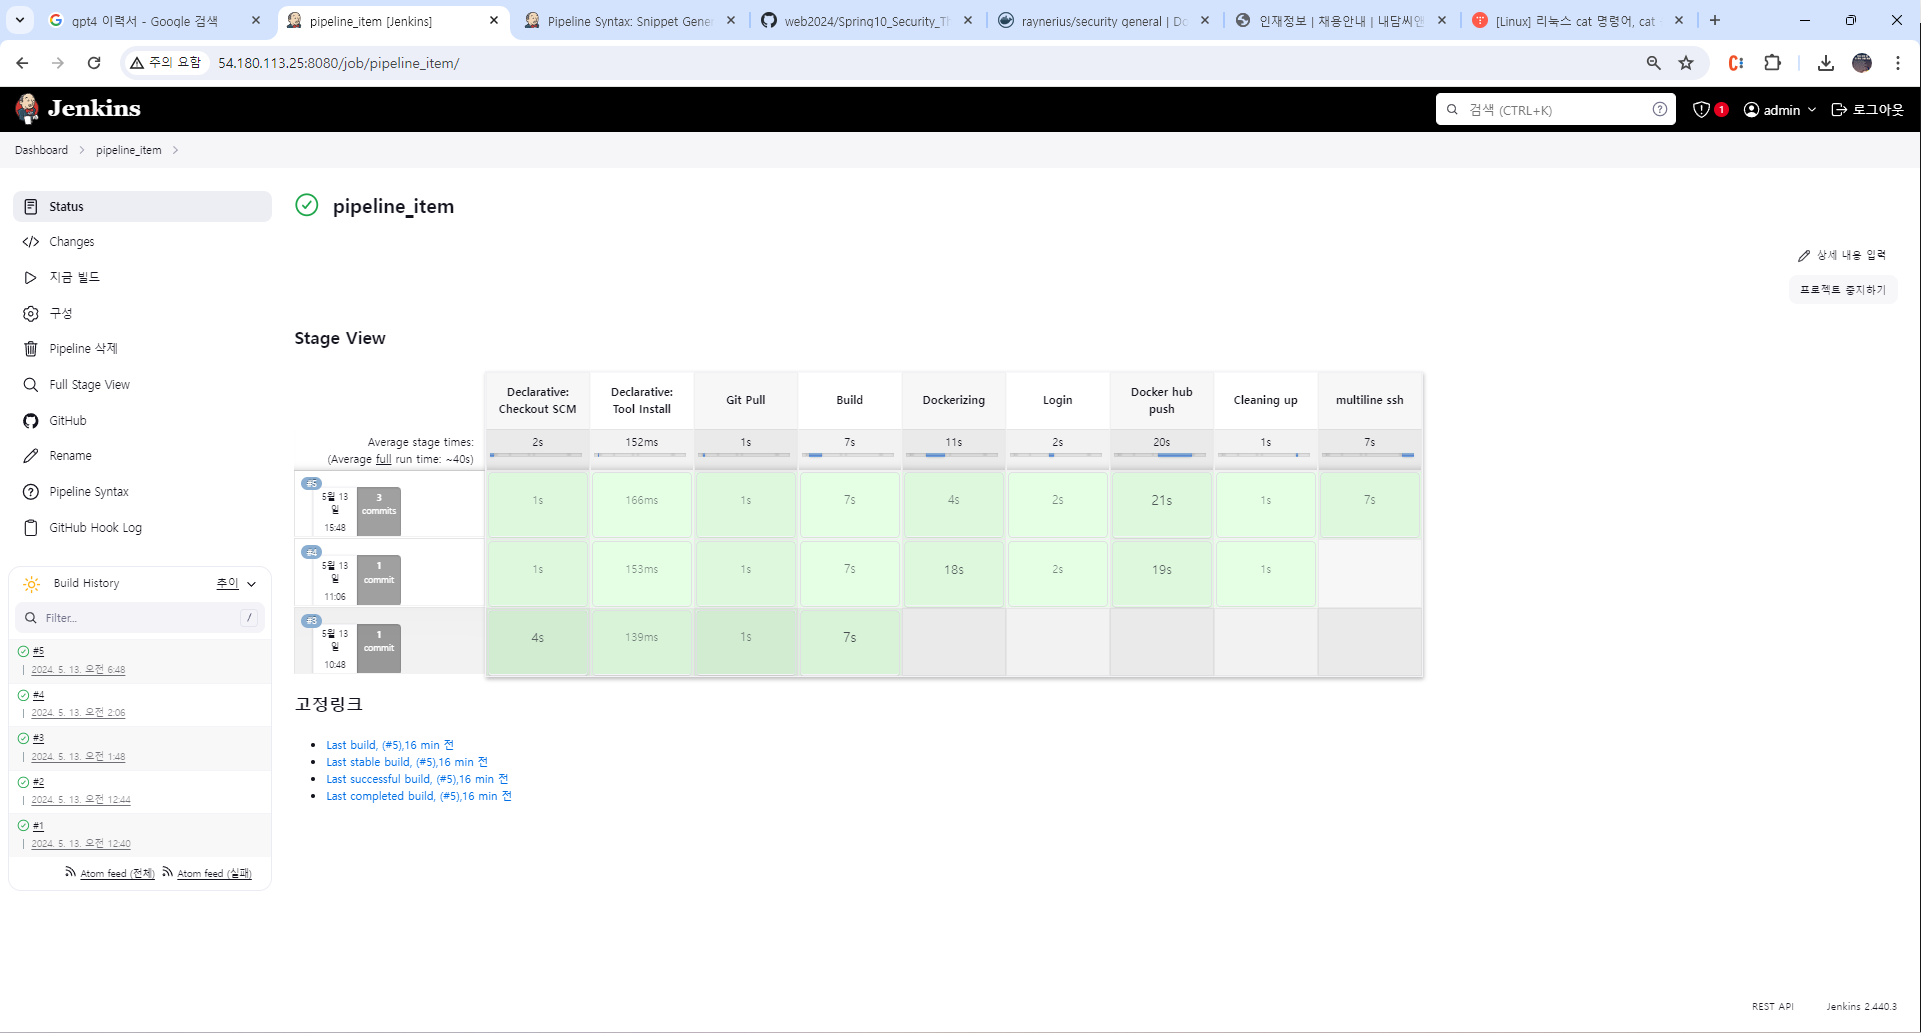 gpt4 이력서 - Google 검색
pipeline_item [Jenkins]
Pipeline Syntax: Snippet Gener
web2024/Spring10_Security_Th
raynerius/security general | Do
인재정보 | 채용안내 | 내담씨앤
[Linux] 리눅스 cat 명령어, cat
주의 요함
54.180.113.25:8080/job/pipeline_item/
Jenkins
검색 (CTRL+K)
1
admin
로그아웃
Dashboard
pipeline_item
Status
Changes
지금 빌드
구성
Pipeline 삭제
Full Stage View
GitHub
Rename
Pipeline Syntax
GitHub Hook Log
Build History
추이
Filter...
/
#5
2024. 5. 13. 오전 6:48
#4
2024. 5. 13. 오전 2:06
#3
2024. 5. 13. 오전 1:48
#2
2024. 5. 13. 오전 12:44
#1
2024. 5. 13. 오전 12:40
Atom feed (전체)
Atom feed (실패)
pipeline_item
상세 내용 입력
프로젝트 중지하기
Stage View
Declarative: Checkout SCM
Declarative: Tool Install
Git Pull
Build
Dockerizing
Login
Docker hub push
Cleaning up
multiline ssh
Average stage times:
(Average full run time: ~40s)
2s
152ms
1s
7s
11s
2s
20s
1s
7s
#5
5월 13일
15:48
3 commits
1s
166ms
1s
7s
4s
2s
21s
1s
7s
#4
5월 13일
11:06
1 commit
1s
153ms
1s
7s
18s
2s
19s
1s
#3
5월 13일
10:48
1 commit
4s
139ms
1s
7s
고정링크
Last build, (#5),16 min 전
Last stable build, (#5),16 min 전
Last successful build, (#5),16 min 전
Last completed build, (#5),16 min 전
REST API
Jenkins 2.440.3